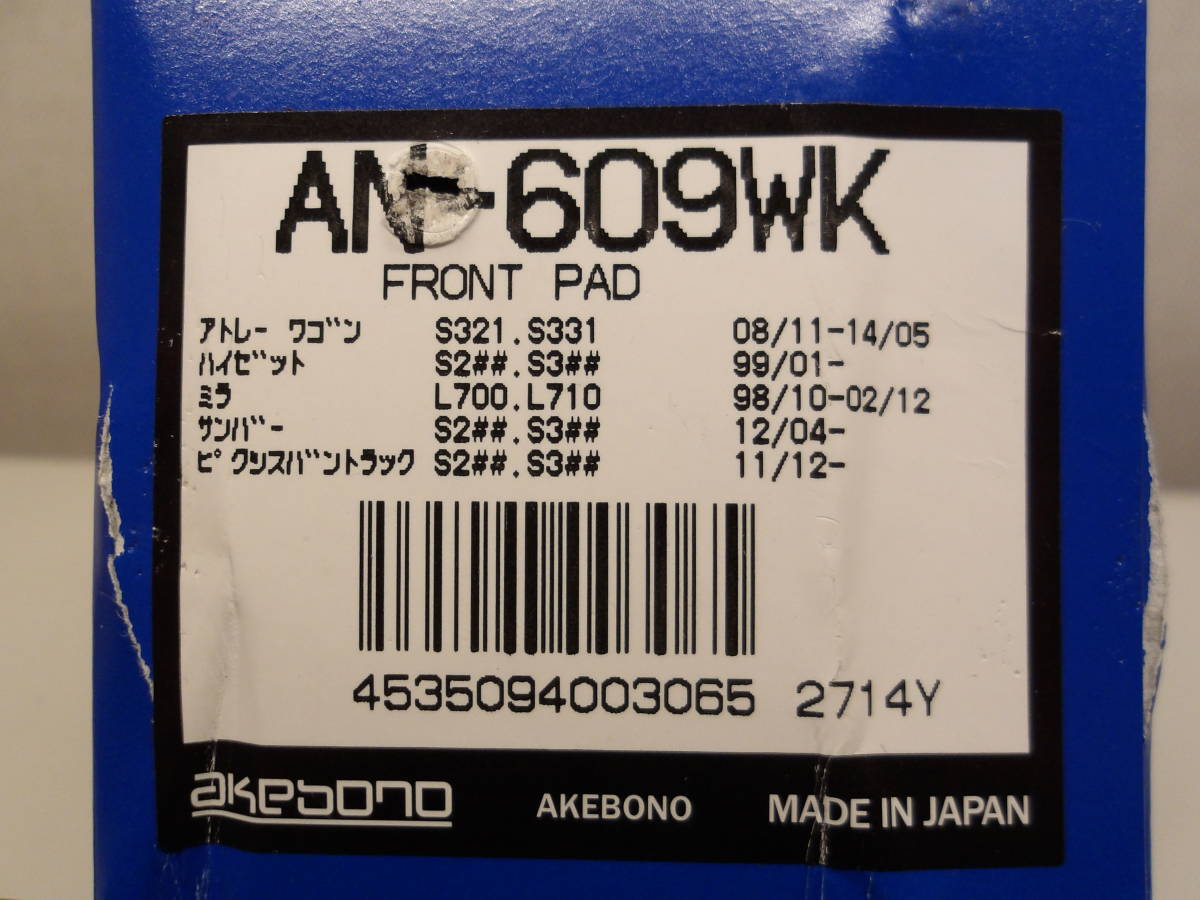 AN-609WK
FRONT PAD
アトレー ワゴン S321.S331 08/11-14/05
ハイゼット S2##.S3## 99/01-
ミラ L700.L710 98/10-02/12
サンバー S2##.S3## 12/04-
ピクシスバントラック S2##.S3## 11/12-
4535094003065 2714Y
akebono AKEBONO MADE IN JAPAN